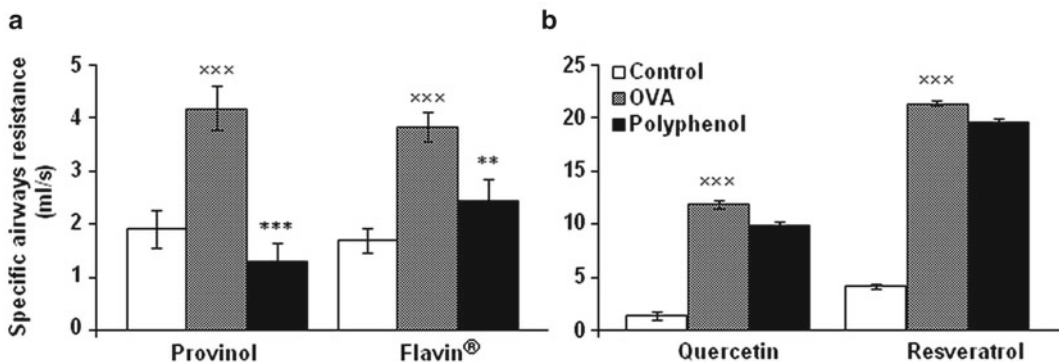 a
Specific airways resistance
(ml/s)
5
4
3
2
1
0
×××
***
×××
**
Provinol
Flavin®
b
25
20
15
10
5
0
Control
OVA
Polyphenol
×××
×××
Quercetin
Resveratrol